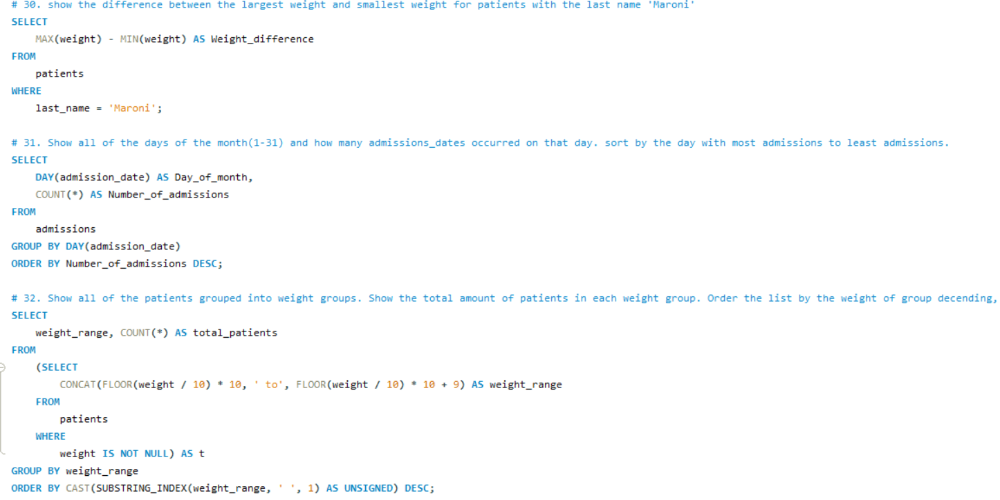 # 30. show the difference between the largest weight and smallest weight for patients with the last name 'Maroni'
SELECT
    MAX(weight) - MIN(weight) AS Weight_difference
FROM
    patients
WHERE
    last_name = 'Maroni';

# 31. Show all of the days of the month(1-31) and how many admissions_dates occurred on that day. sort by the day with most admissions to least admissions.
SELECT
    DAY(admission_date) AS Day_of_month,
    COUNT(*) AS Number_of_admissions
FROM
    admissions
GROUP BY DAY(admission_date)
ORDER BY Number_of_admissions DESC;

# 32. Show all of the patients grouped into weight groups. Show the total amount of patients in each weight group. Order the list by the weight of group decending,
SELECT
    weight_range, COUNT(*) AS total_patients
FROM
    (SELECT
        CONCAT(FLOOR(weight / 10) * 10, ' to', FLOOR(weight / 10) * 10 + 9) AS weight_range
    FROM
        patients
    WHERE
        weight IS NOT NULL) AS t
GROUP BY weight_range
ORDER BY CAST(SUBSTRING_INDEX(weight_range, ' ', 1) AS UNSIGNED) DESC;